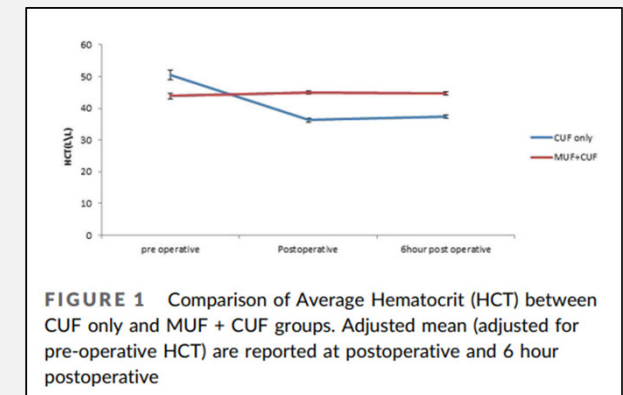 60
50
40
30
20
10
0
HCT(L\L)
pre operative
Postoperative
6hour post operative
CUF only
MUF+CUF
FIGURE 1 Comparison of Average Hematocrit (HCT) between
CUF only and MUF + CUF groups. Adjusted mean (adjusted for
pre-operative HCT) are reported at postoperative and 6 hour
postoperative